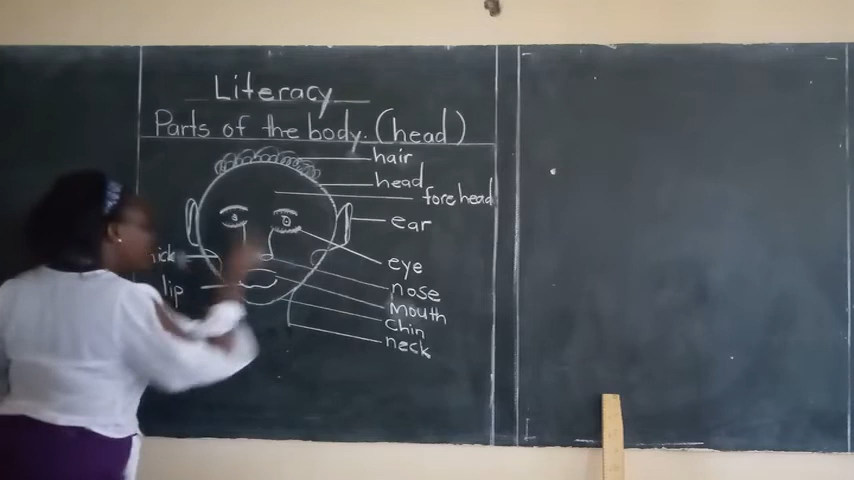 Literacy
Parts of the body. (head)
hair
head
fore head
ear
eye
lip
nose
Mouth
Chin
neck